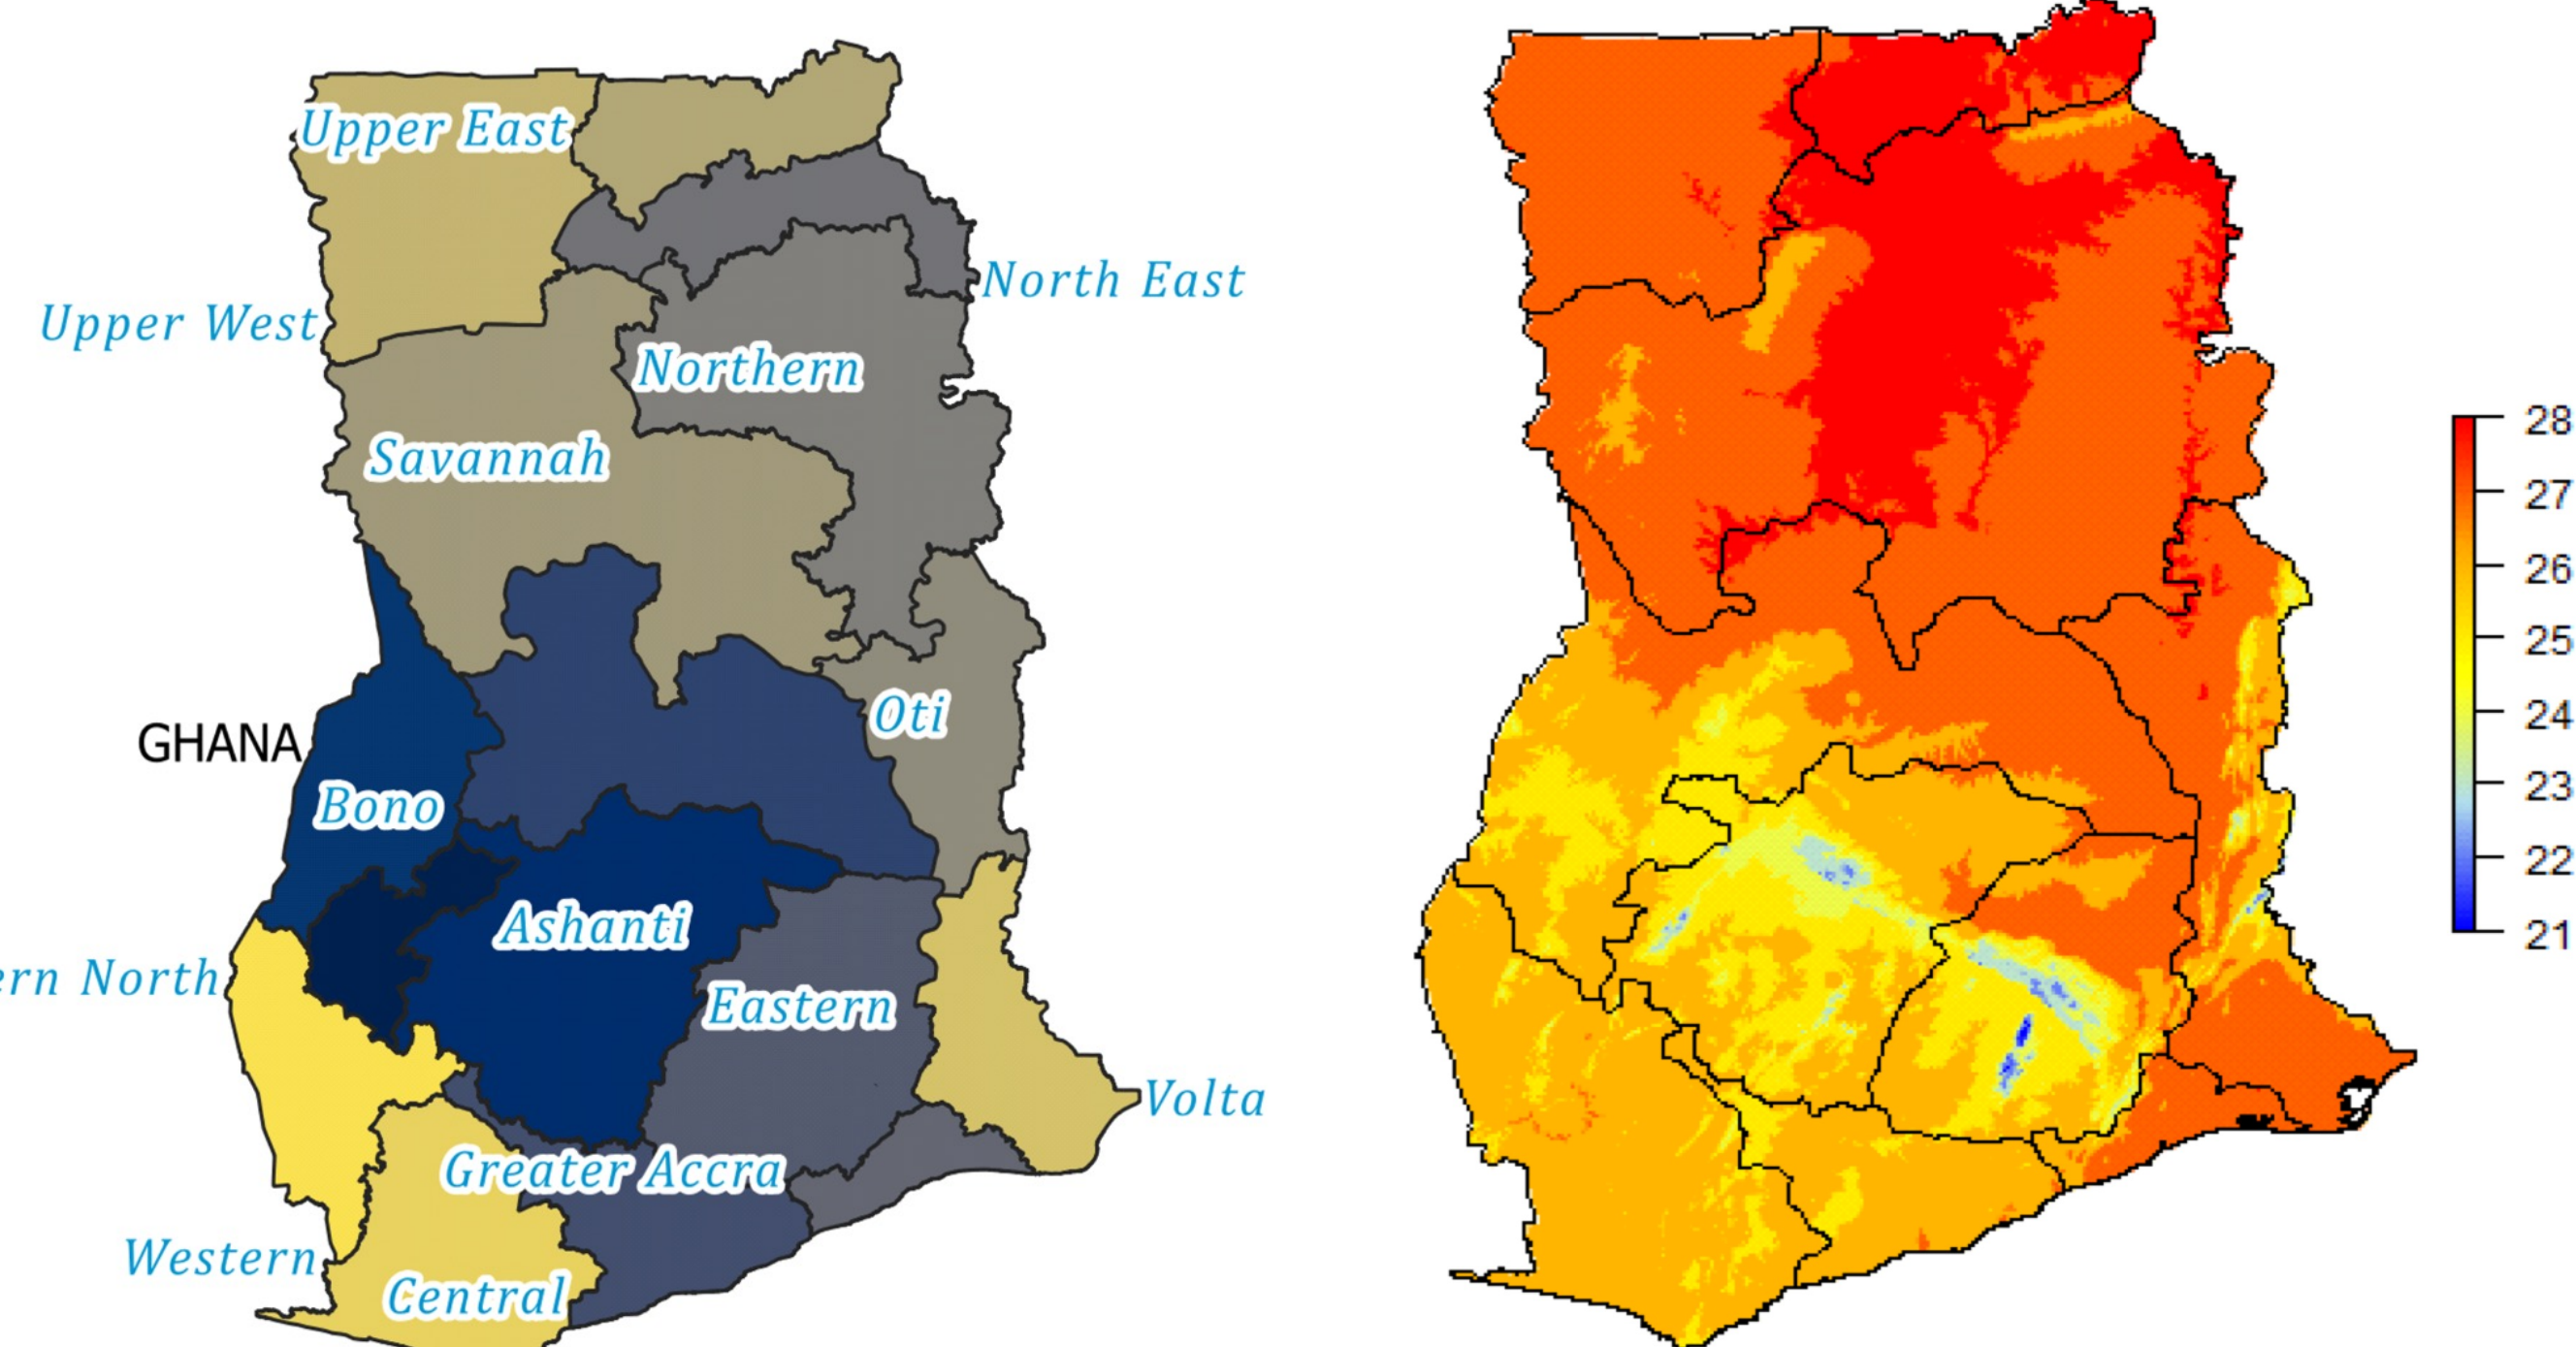 Upper East
North East
Upper West
Northern
Savannah
Oti
GHANA
Bono
Ashanti
ern North
Eastern
Volta
Greater Accra
Western
Central
28
27
26
25
24
23
22
21